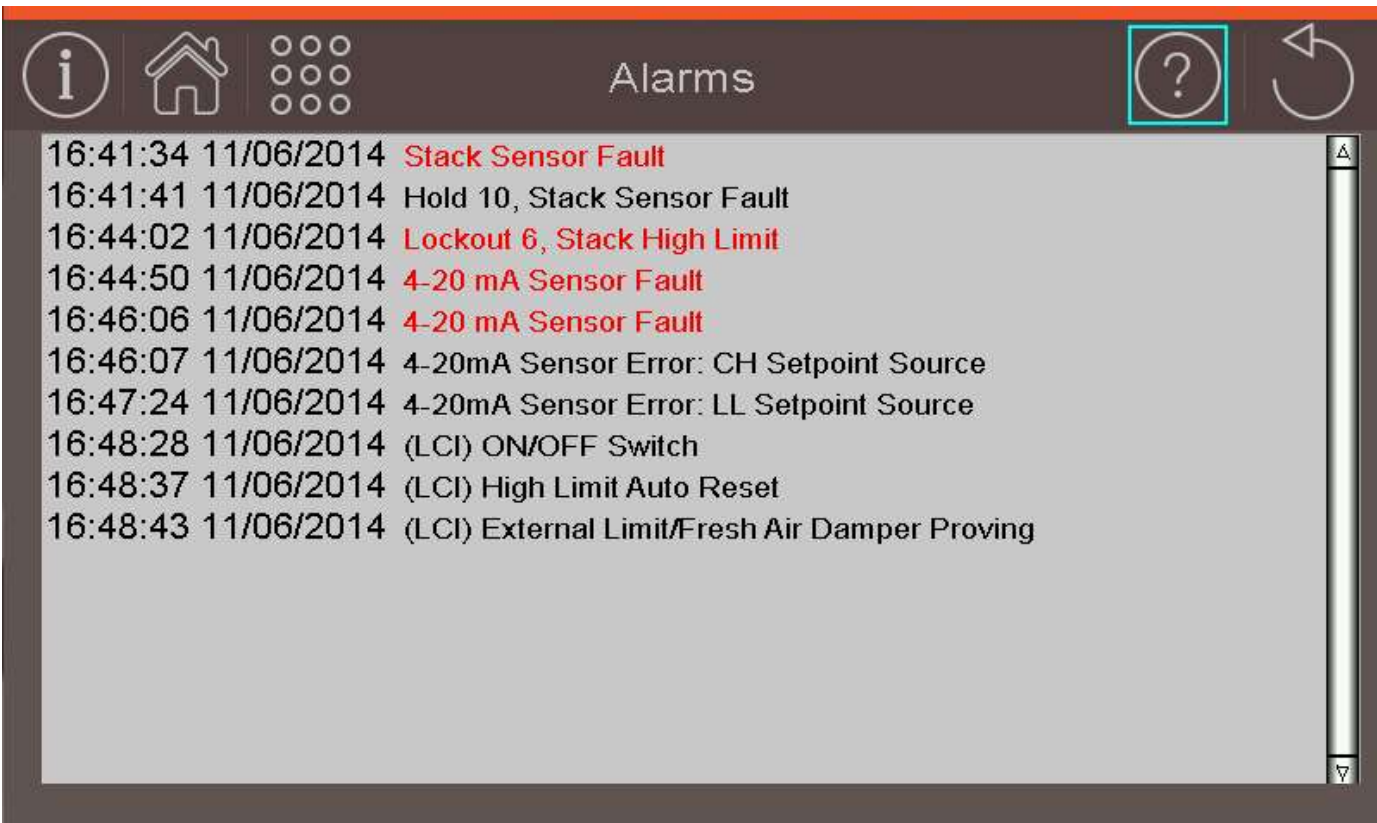 i Alarms ?
16:41:34 11/06/2014 Stack Sensor Fault
16:41:41 11/06/2014 Hold 10, Stack Sensor Fault
16:44:02 11/06/2014 Lockout 6, Stack High Limit
16:44:50 11/06/2014 4-20 mA Sensor Fault
16:46:06 11/06/2014 4-20 mA Sensor Fault
16:46:07 11/06/2014 4-20mA Sensor Error: CH Setpoint Source
16:47:24 11/06/2014 4-20mA Sensor Error: LL Setpoint Source
16:48:28 11/06/2014 (LCI) ON/OFF Switch
16:48:37 11/06/2014 (LCI) High Limit Auto Reset
16:48:43 11/06/2014 (LCI) External Limit/Fresh Air Damper Proving